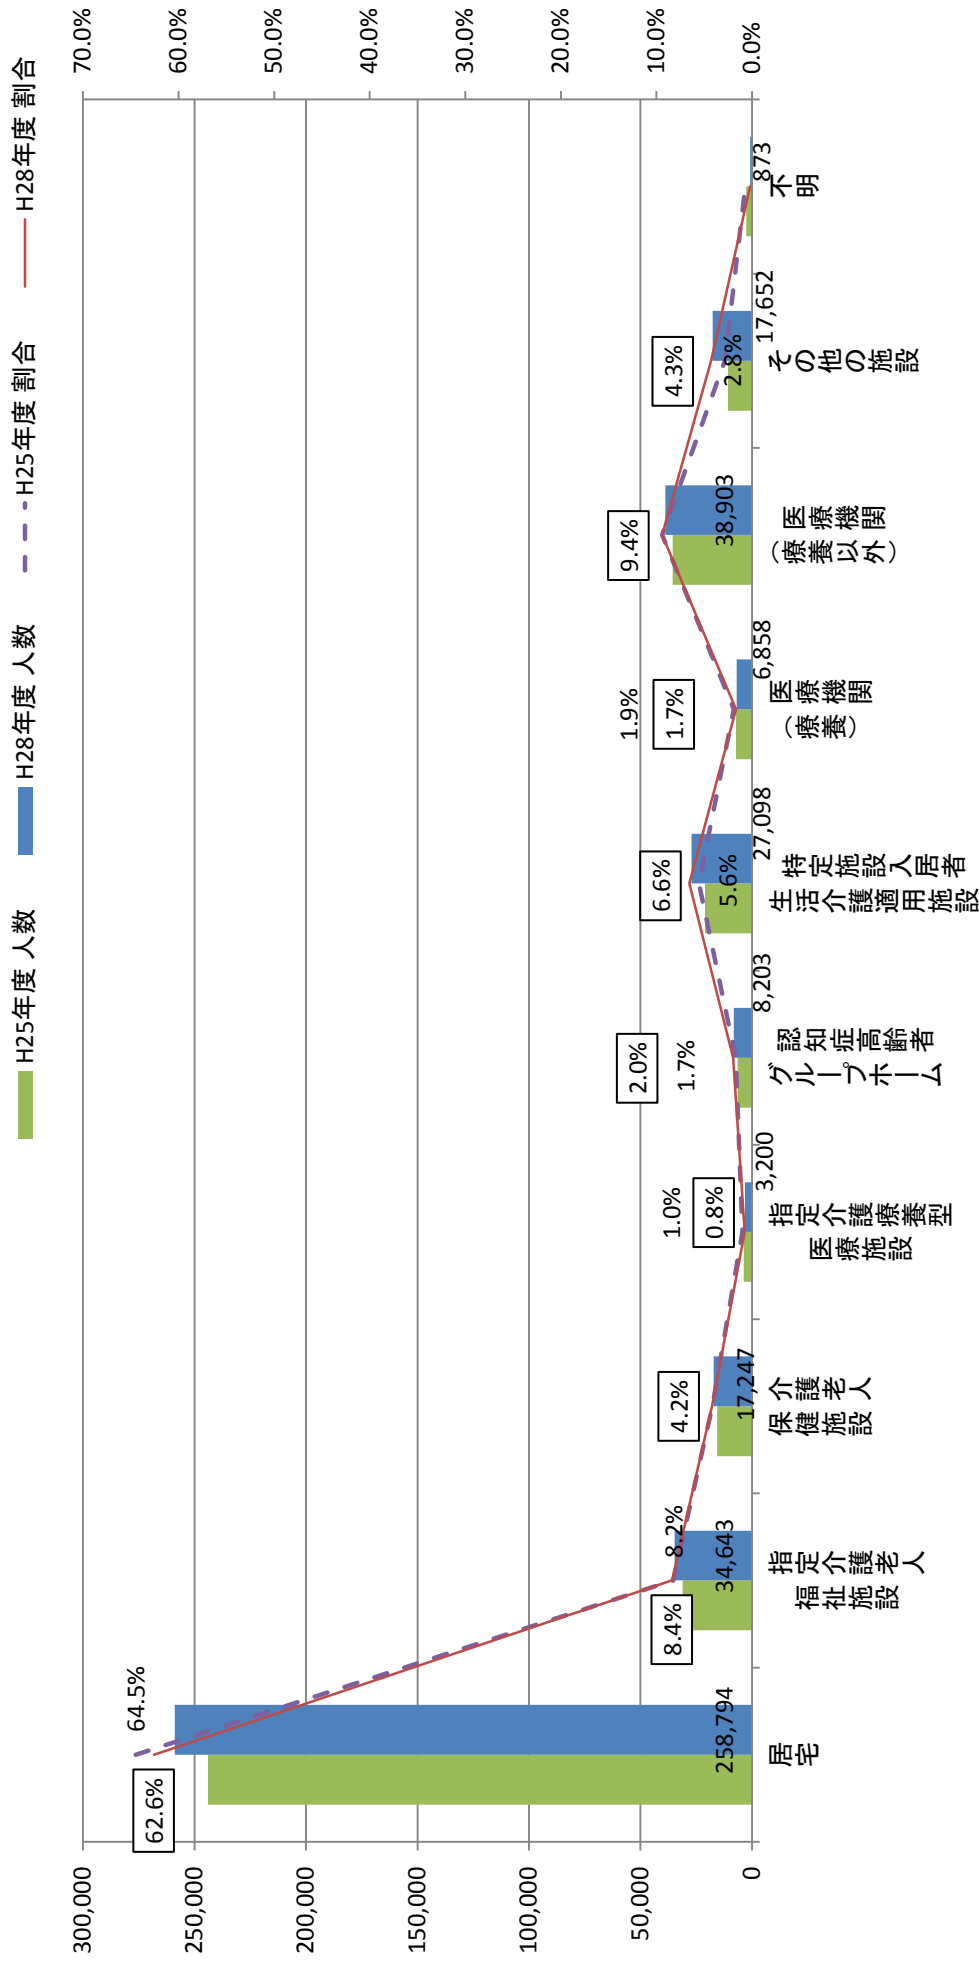 H25年度 人数
H28年度 人数
H25年度 割合
H28年度 割合
300,000
250,000
200,000
150,000
100,000
50,000
0
70.0%
60.0%
50.0%
40.0%
30.0%
20.0%
10.0%
0.0%
64.5%
62.6%
258,794
居宅
8.2%
8.4%
34,643
指定介護老人
福祉施設
4.2%
17,247
介護老人
保健施設
1.0%
0.8%
3,200
指定介護療養型
医療施設
2.0%
1.7%
8,203
認知症高齢者
グループホーム
6.6%
5.6%
27,098
特定施設入居者
生活介護適用施設
1.9%
1.7%
6,858
医療機関
（療養）
9.4%
38,903
医療機関
（療養以外）
4.3%
2.8%
17,652
その他の施設
873
不明